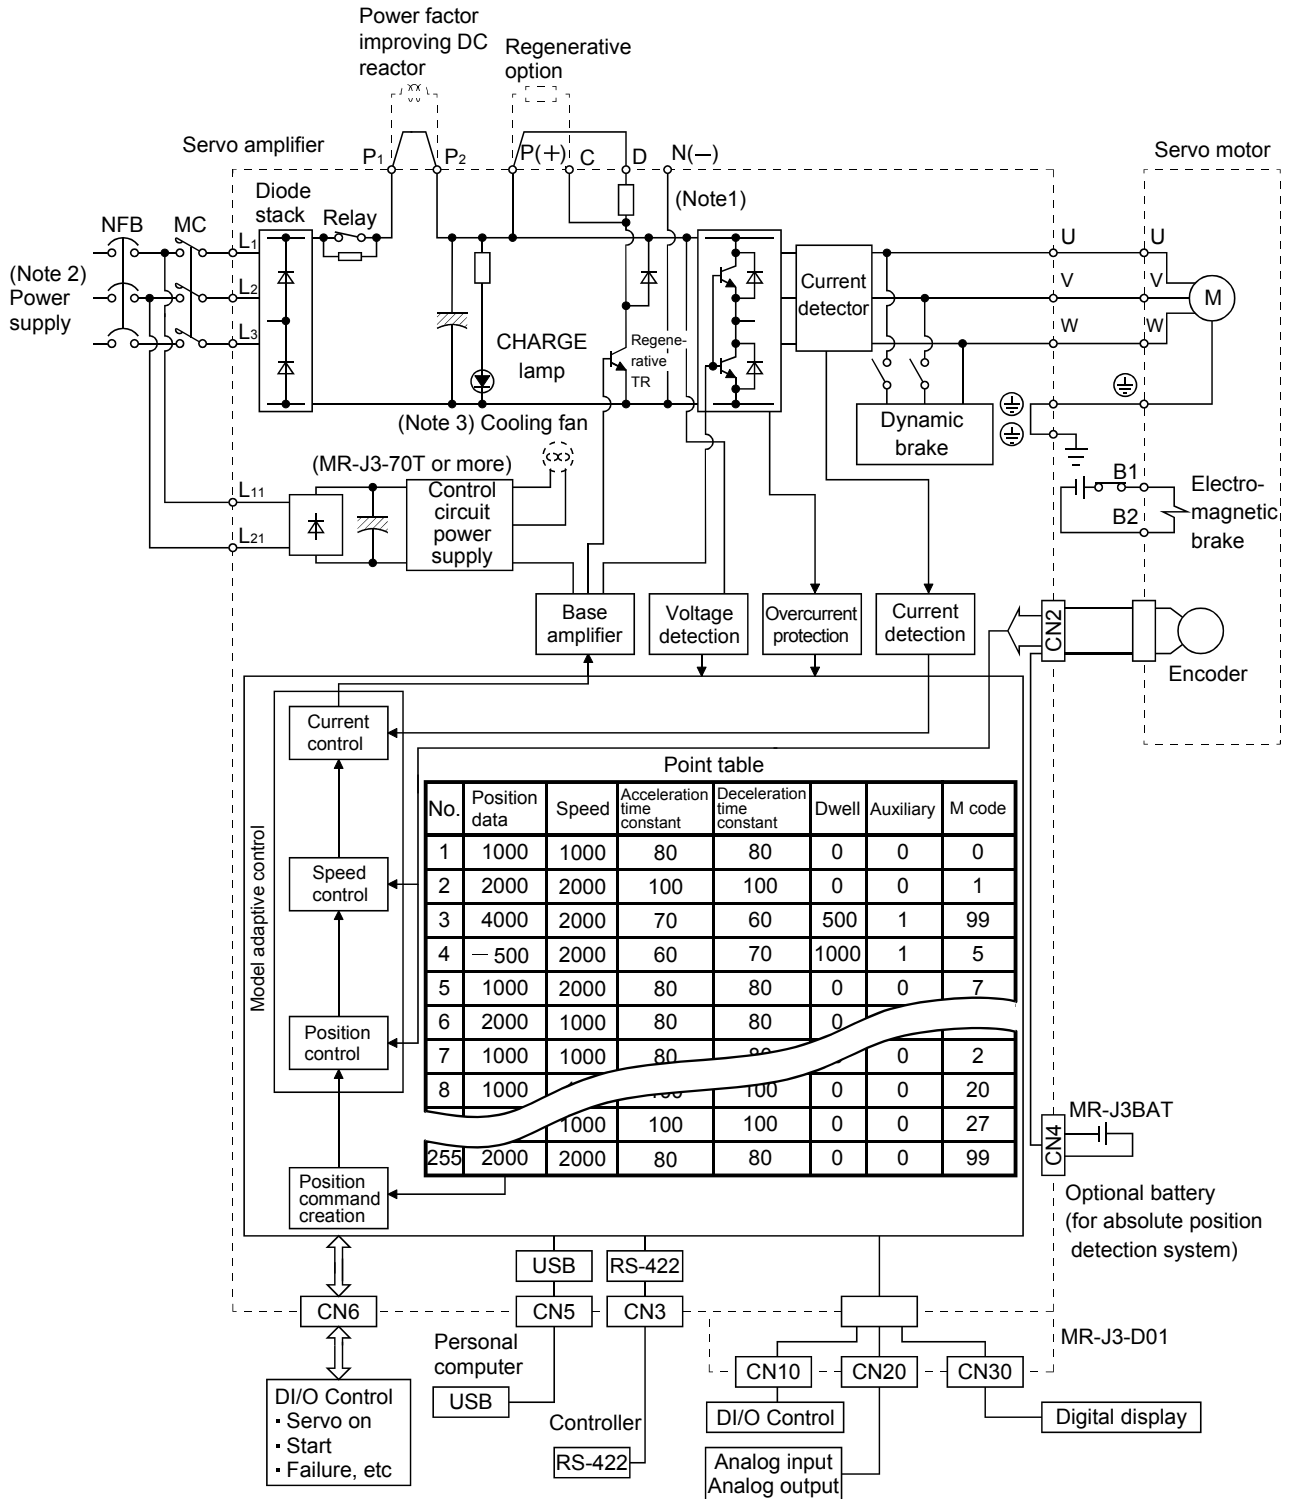 Power factor
improving DC
reactor
Regenerative
option
Servo amplifier
P1
P2
P(+)
C
D
N(—)
Servo motor
(Note1)
Diode
stack
Relay
NFB
MC
L1
L2
L3
(Note 2)
Power
supply
CHARGE
lamp
Regene-
rative
TR
Current
detector
U
V
W
U
V
W
M
Dynamic
brake
(Note 3) Cooling fan
(MR-J3-70T or more)
L11
L21
Control
circuit
power
supply
B1
B2
Electro-
magnetic
brake
Base
amplifier
Voltage
detection
Overcurrent
protection
Current
detection
CN2
Encoder
Model adaptive control
Current
control
Speed
control
Position
control
Position
command
creation
Point table
No. Position data Speed Acceleration time constant Deceleration time constant Dwell Auxiliary M code
1 1000 1000 80 80 0 0 0
2 2000 2000 100 100 0 0 1
3 4000 2000 70 60 500 1 99
4 — 500 2000 60 70 1000 1 5
5 1000 2000 80 80 0 0 7
6 2000 1000 80 80 0
7 1000 1000 80 80 0 2
8 1000 100 0 0 20
1000 100 100 0 0 27
255 2000 2000 80 80 0 0 99
MR-J3BAT
CN4
Optional battery
(for absolute position
detection system)
USB
RS-422
CN6
CN5
CN3
MR-J3-D01
Personal
computer
USB
CN10
CN20
CN30
DI/O Control
▪ Servo on
▪ Start
▪ Failure, etc
Controller
RS-422
DI/O Control
Analog input
Analog output
Digital display